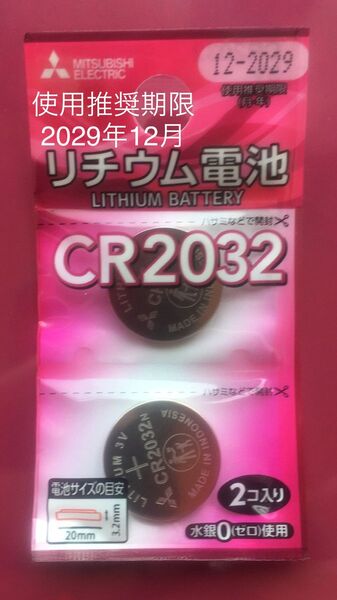 MITSUBISHI
ELECTRIC
12-2029
使用推奨期限
(月-年)
使用推奨期限
2029年12月
リチウム電池
LITHIUM BATTERY
ハサミなどで開封
CR2032
MADE IN
ハサミなどで開封
LITHIUM 3V
CR2032N
MADE IN INDONESIA
電池サイズの目安
20mm
3.2mm
2コ入り
水銀0(ゼロ)使用